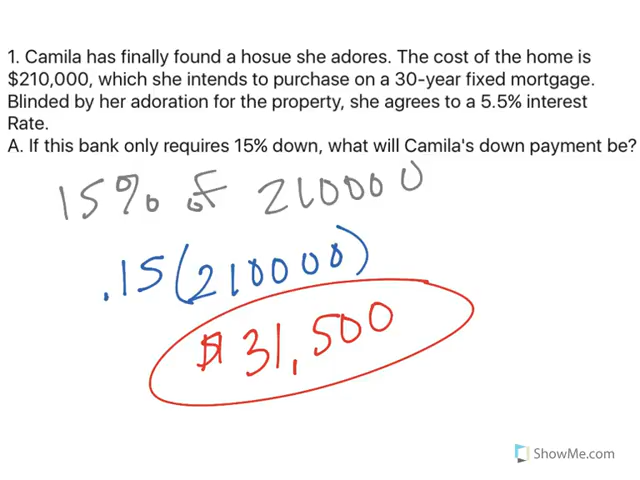 1. Camila has finally found a hosue she adores. The cost of the home is
$210,000, which she intends to purchase on a 30-year fixed mortgage.
Blinded by her adoration for the property, she agrees to a 5.5% interest
Rate.
A. If this bank only requires 15% down, what will Camila's down payment be?
15% of 210000
.15(210000)
$31,500
ShowMe.com